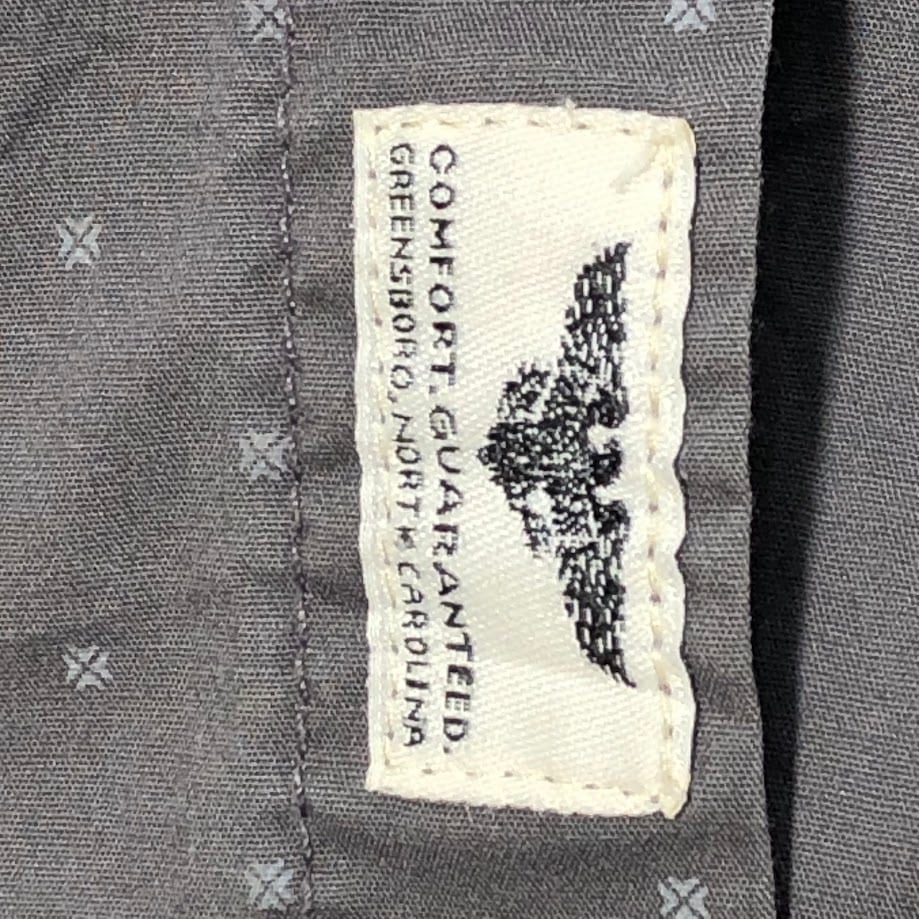 COMFORT. GUARANTEED.
GREENSBORO, NORTH CAROLINA